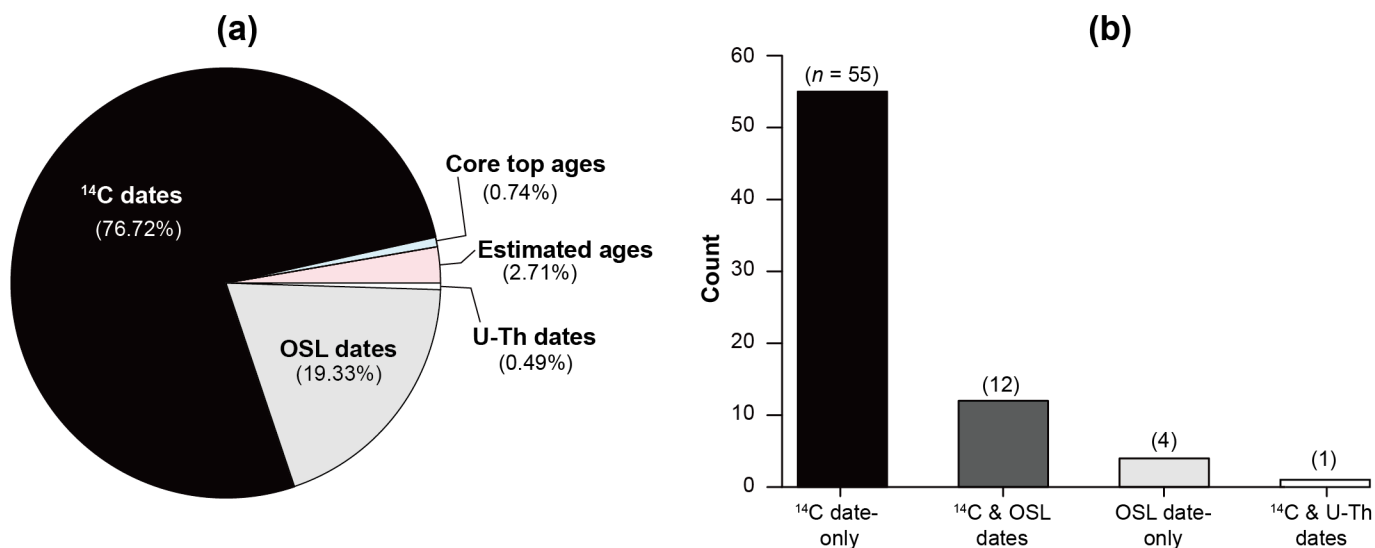 (a)
¹⁴C dates
(76.72%)
Core top ages
(0.74%)
Estimated ages
(2.71%)
U-Th dates
(0.49%)
OSL dates
(19.33%)
(b)
Count
60
50
40
30
20
10
0
(n = 55)
(12)
(4)
(1)
¹⁴C date-
only
¹⁴C & OSL
dates
OSL date-
only
¹⁴C & U-Th
dates